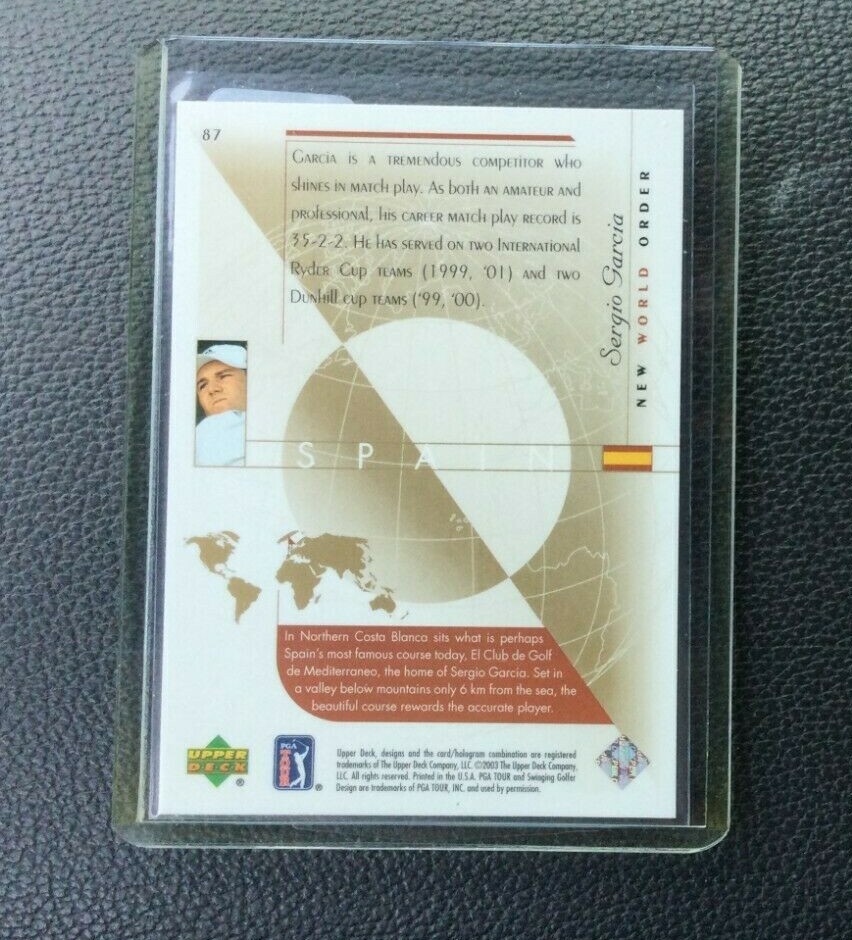 87
Garcia is a tremendous competitor who
shines in match play. As both an amateur and
professional, his career match play record is
35-2-2. He has served on two International
Ryder Cup teams (1999, '01) and two
Dunhill cup teams ('99, '00).
Sergio Garcia
NEW WORLD ORDER
SPAIN
In Northern Costa Blanca sits what is perhaps
Spain's most famous course today, El Club de Golf
de Mediterraneo, the home of Sergio Garcia. Set in
a valley below mountains only 6 km from the sea, the
beautiful course rewards the accurate player.
UPPER
DECK
®
PGA
TOUR
®
Upper Deck, designs and the card/hologram combination are registered
trademarks of The Upper Deck Company, LLC. ©2003 The Upper Deck Company,
LLC. All rights reserved. Printed in the U.S.A. PGA TOUR and Swinging Golfer
Design are trademarks of PGA TOUR, INC. and used by permission.